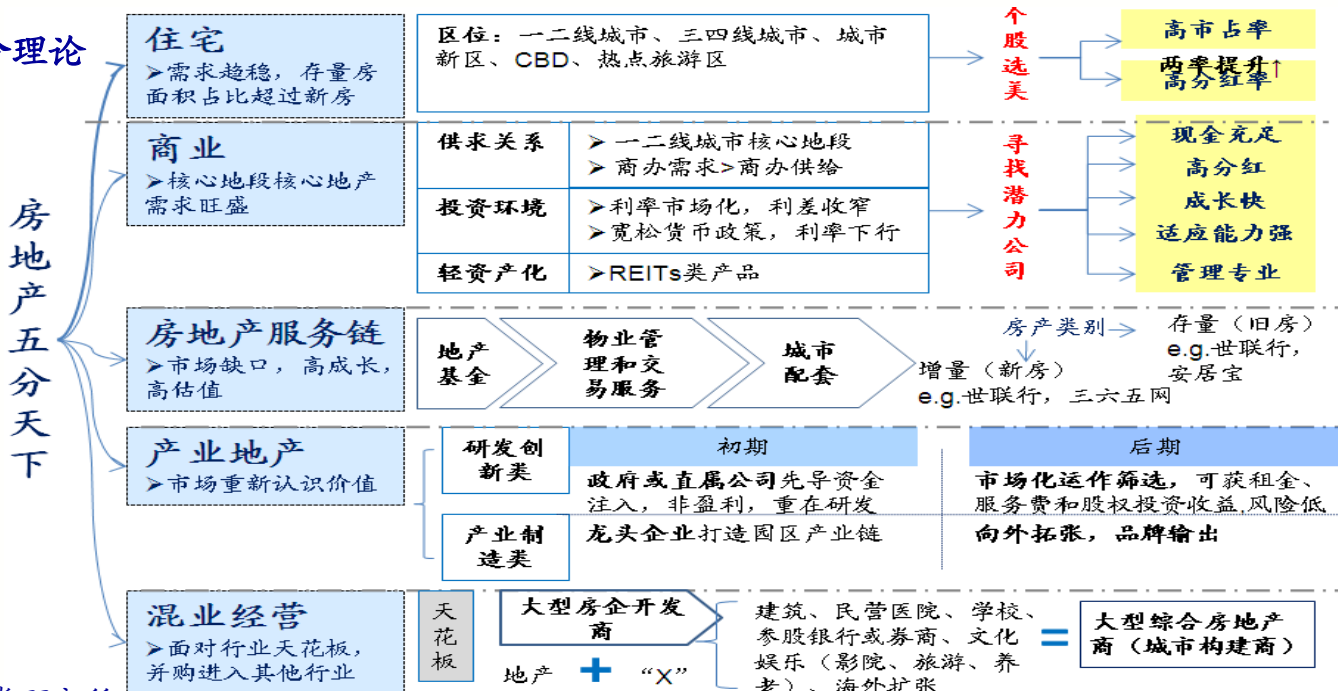 理论
房地产五分天下
住宅
➢需求趋稳，存量房
面积占比超过新房
区位：一二线城市、三四线城市、城市
新区、CBD、热点旅游区
个股选美
高市占率
两率提升↑
高分红率
商业
➢核心地段核心地产
需求旺盛
供求关系
➢一二线城市核心地段
➢商办需求>商办供给
投资环境
➢利率市场化，利差收窄
➢宽松货币政策，利率下行
轻资产化
➢REITs类产品
寻找潜力公司
现金充足
高分红
成长快
适应能力强
管理专业
房地产服务链
➢市场缺口，高成长，
高估值
地产
基金
物业管
理和交
易服务
城市
配套
房产类别
增量（新房）
e.g.世联行，三六五网
存量（旧房）
e.g.世联行，
安居宝
产业地产
➢市场重新认识价值
研发创
新类
初期
后期
政府或直属公司先导资金
注入，非盈利，重在研发
市场化运作筛选，可获租金、
服务费和股权投资收益,风险低
产业制
造类
龙头企业打造园区产业链
向外拓张，品牌输出
混业经营
➢面对行业天花板，
并购进入其他行业
天花板
大型房企开发
商
地产 + “X”
建筑、民营医院、学校、
参股银行或券商、文化
娱乐（影院、旅游、养
老）、海外扩张
=
大型综合房地产
商（城市构建商）